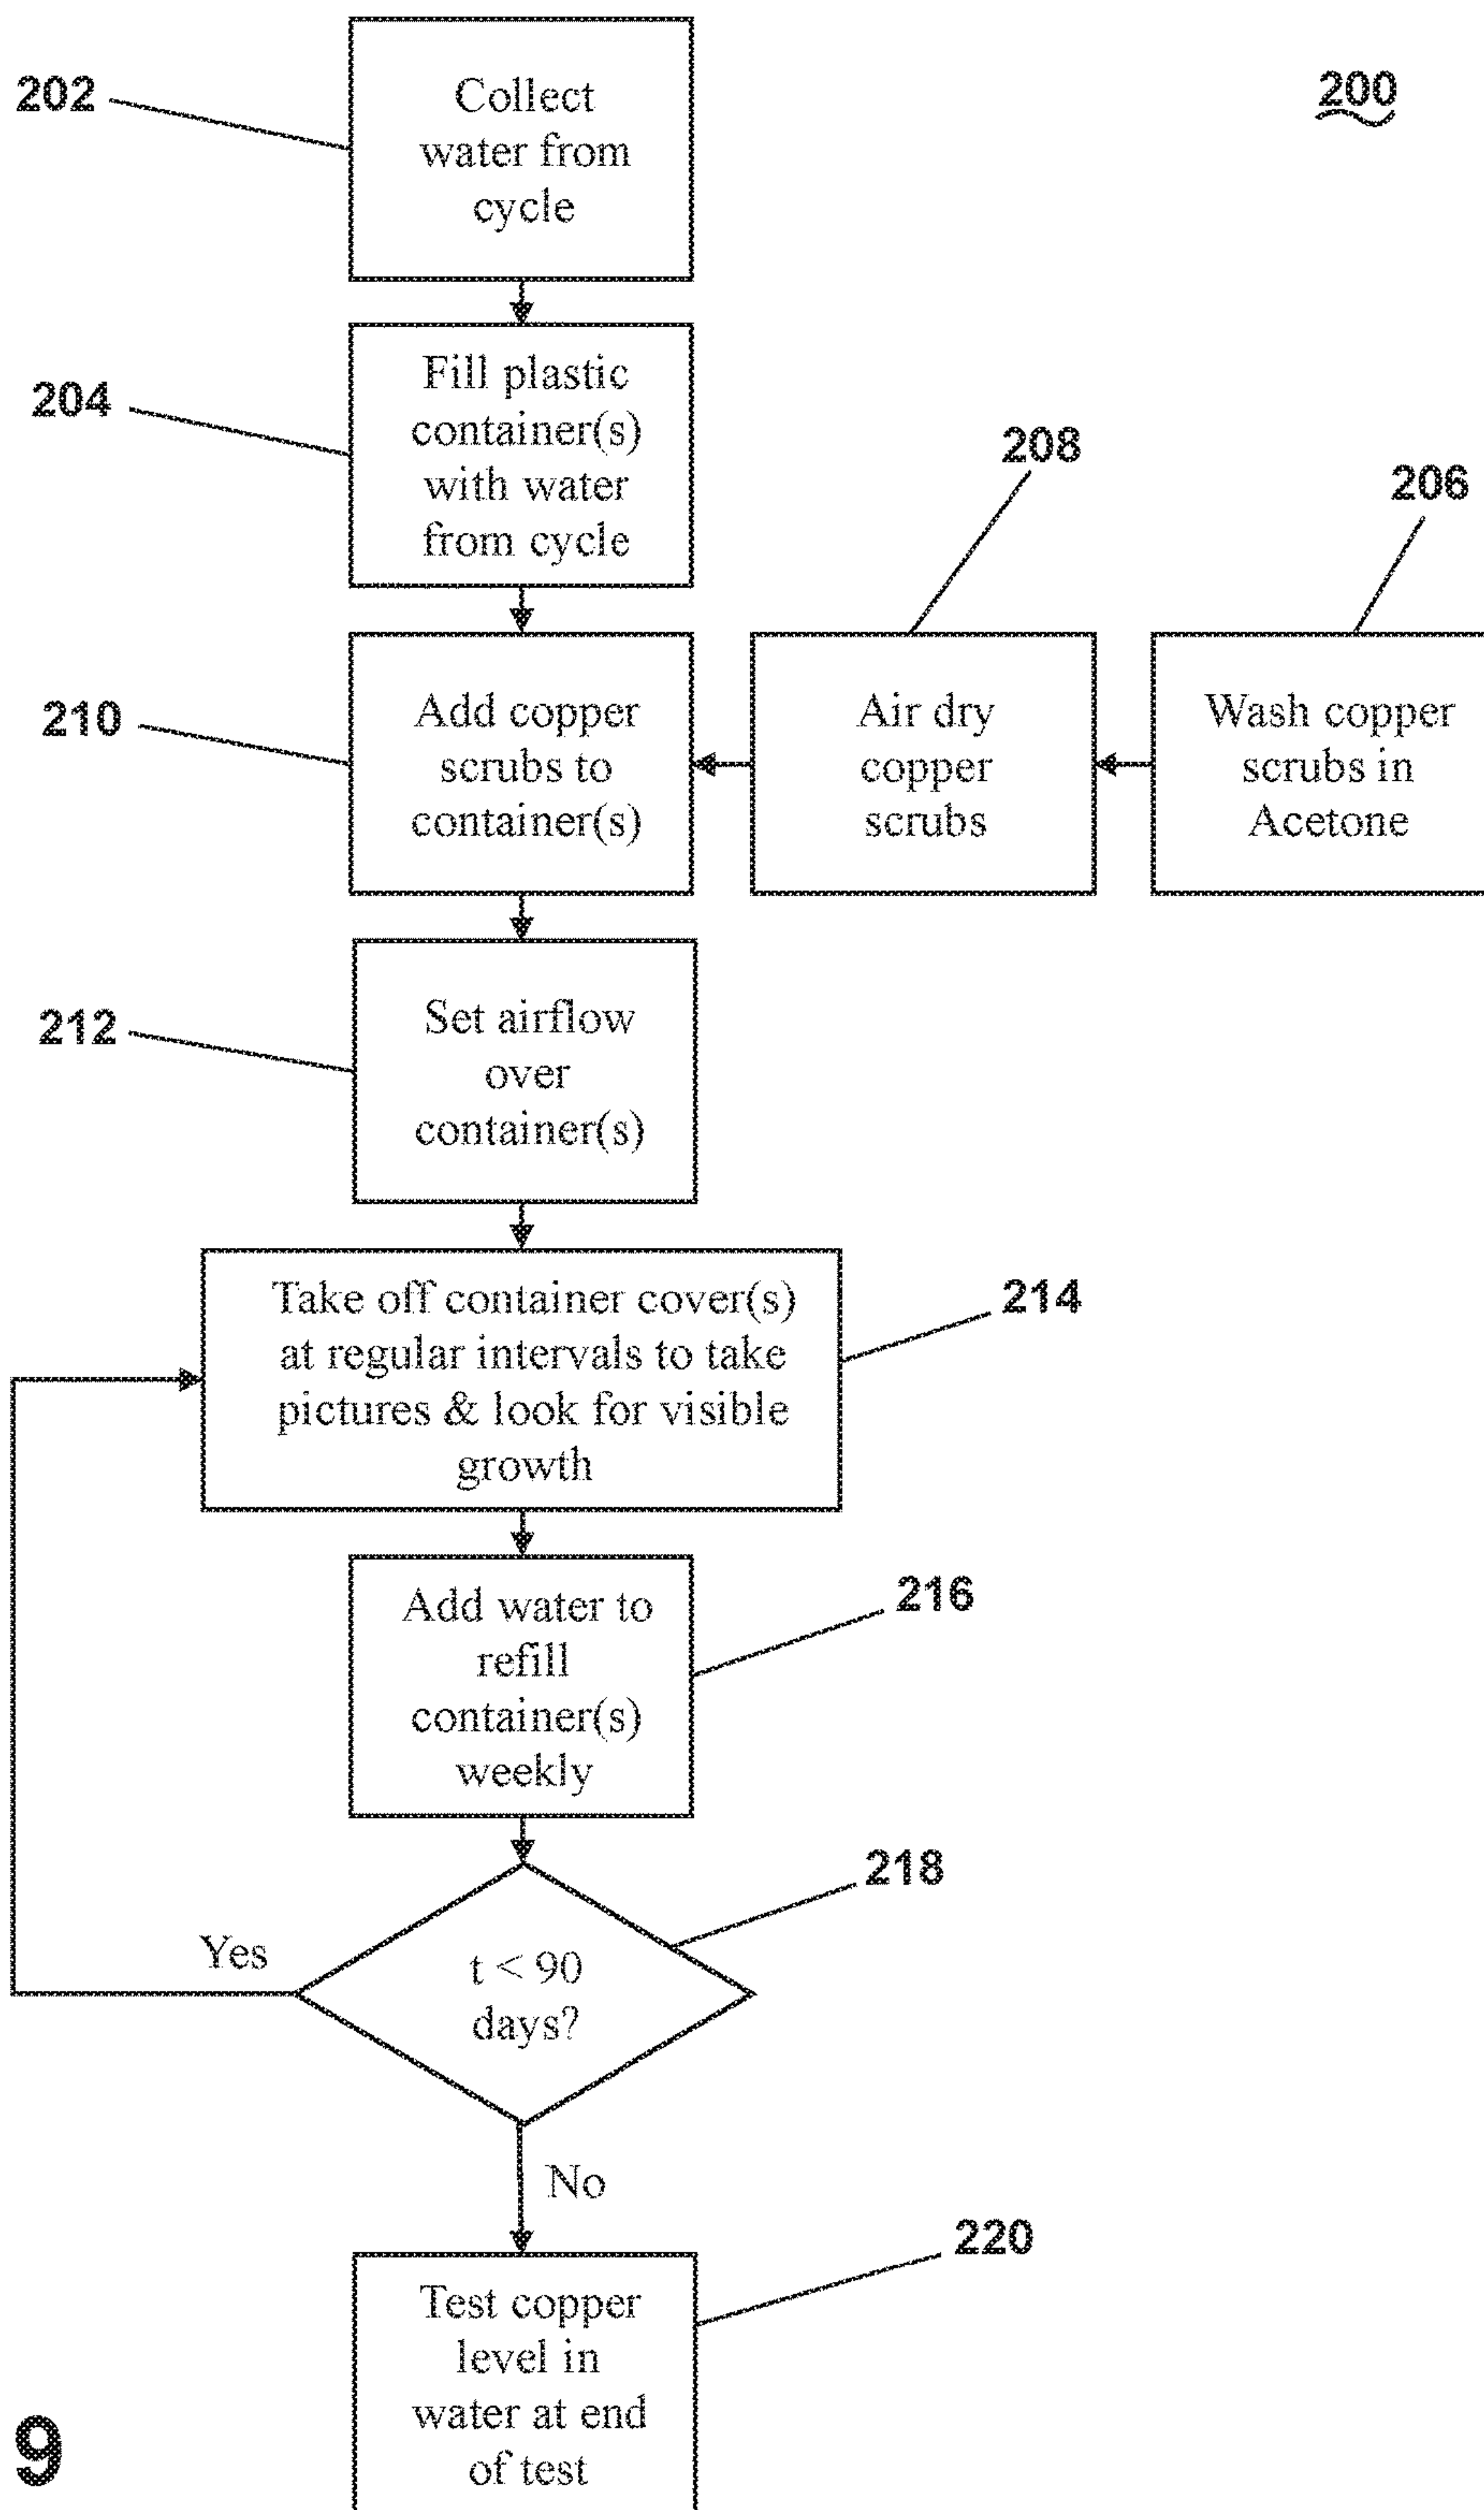 200
202
Collect
water from
cycle
204
Fill plastic
container(s)
with water
from cycle
208
206
210
Add copper
scrubs to
container(s)
Air dry
copper
scrubs
Wash copper
scrubs in
Acetone
212
Set airflow
over
container(s)
214
Take off container cover(s)
at regular intervals to take
pictures & look for visible
growth
216
Add water to
refill
container(s)
weekly
218
Yes
t < 90
days?
No
220
Test copper
level in
water at end
of test
9